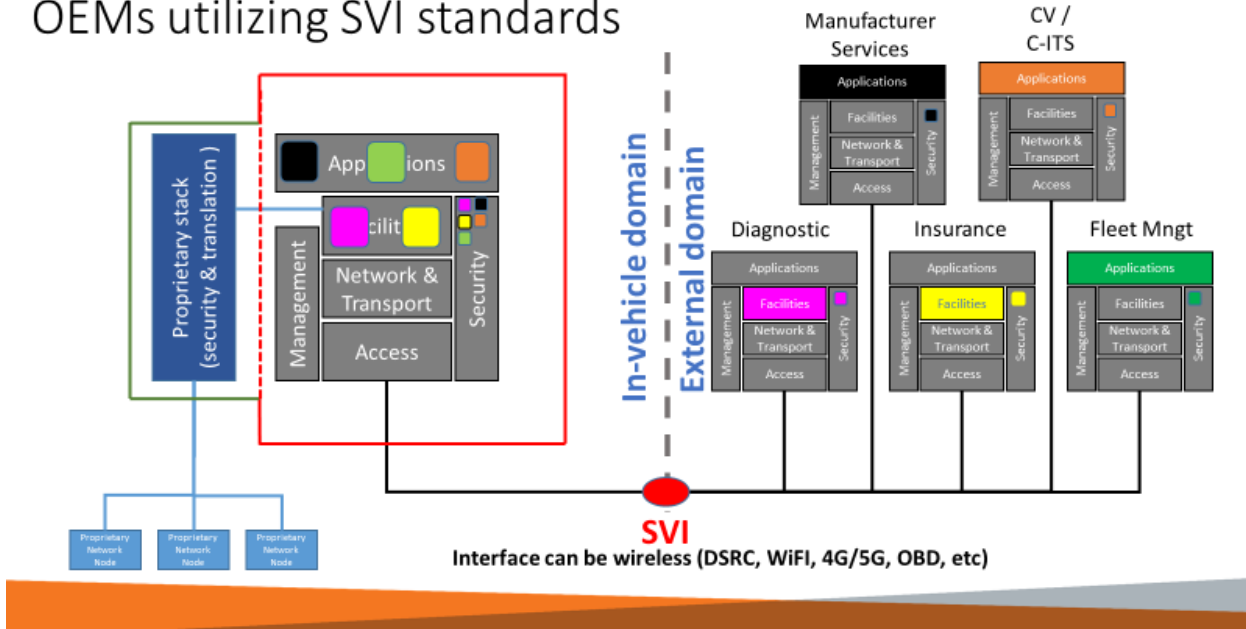 OEMs utilizing SVI standards
Proprietary stack
(security & translation )
App ions
cilit
Management
Network &
Transport
Access
Security
Proprietary
Network
Node
Proprietary
Network
Node
Proprietary
Network
Node
In-vehicle domain
External domain
Manufacturer
Services
Applications
Management
Facilities
Network &
Transport
Access
Security
CV /
C-ITS
Applications
Management
Facilities
Network &
Transport
Access
Security
Diagnostic
Applications
Management
Facilities
Network &
Transport
Access
Security
Insurance
Applications
Management
Facilities
Network &
Transport
Access
Security
Fleet Mngt
Applications
Management
Facilities
Network &
Transport
Access
Security
SVI
Interface can be wireless (DSRC, WiFI, 4G/5G, OBD, etc)